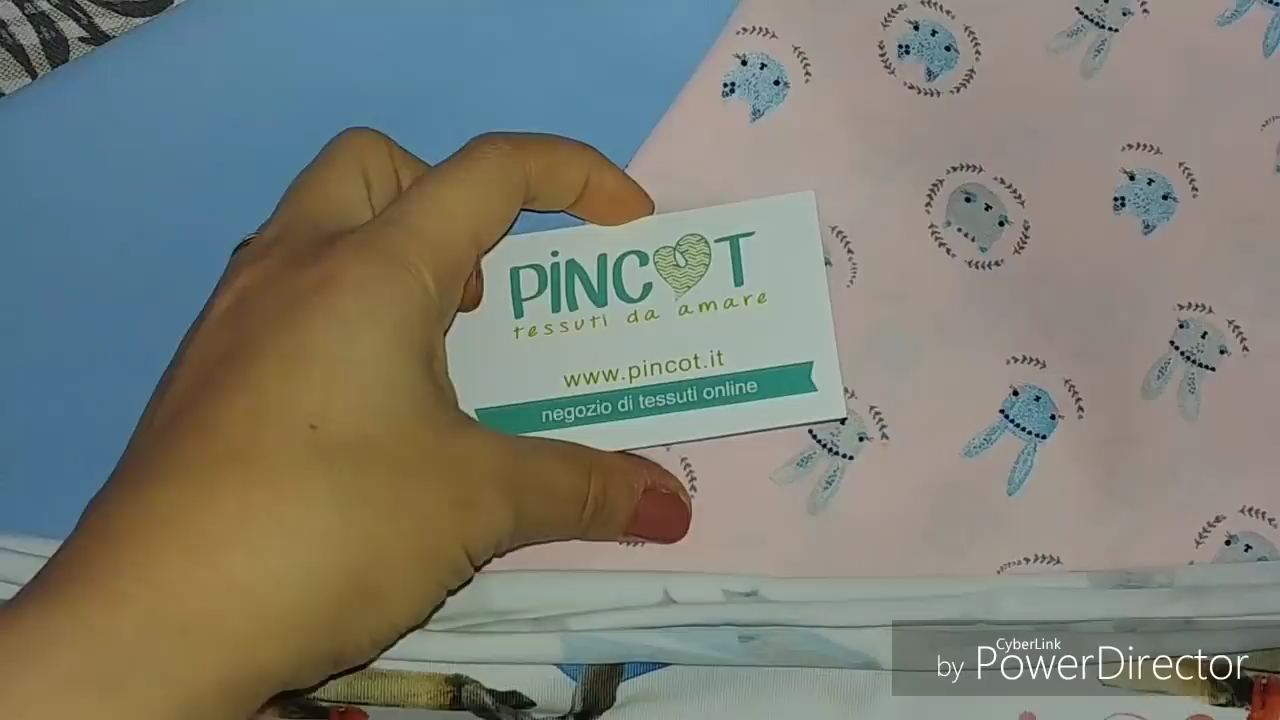 PiNCOT
tessuti da amare
www.pincot.it
negozio di tessuti online
CyberLink
by PowerDirector